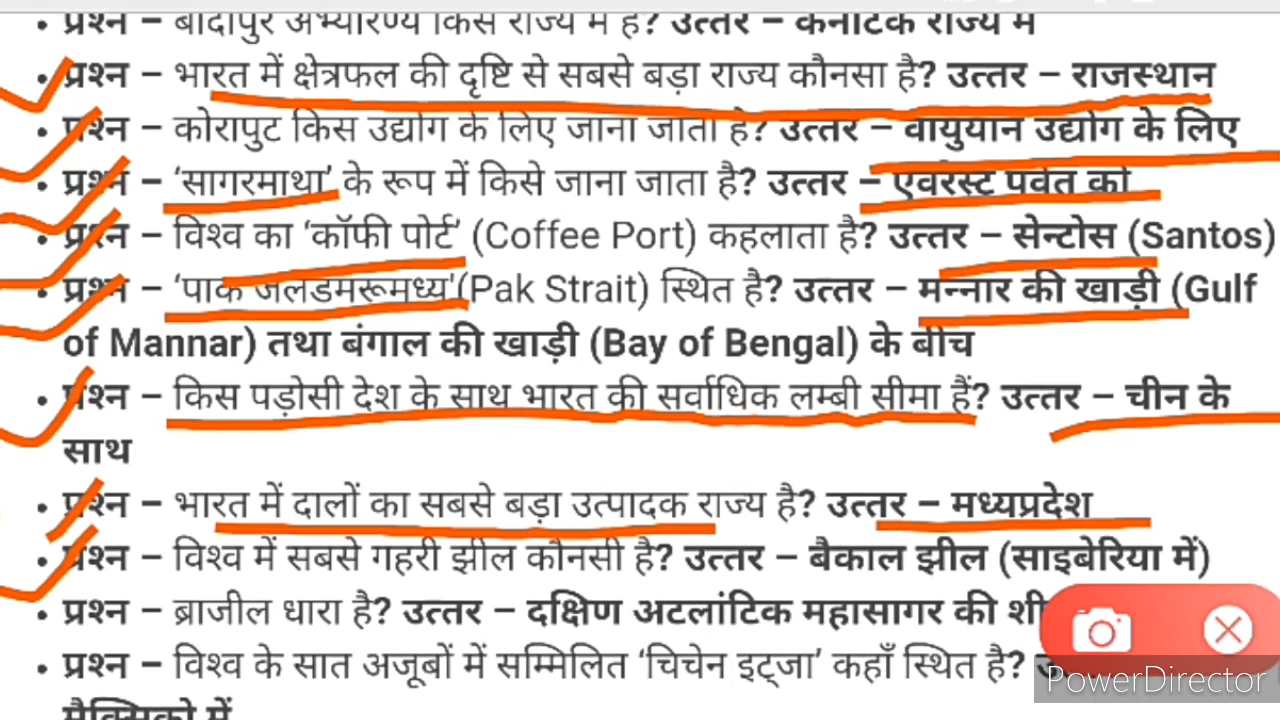 • प्रश्न – बांदीपुर अभ्यारण्य किस राज्य में है? उत्तर – कर्नाटक राज्य में
• प्रश्न – भारत में क्षेत्रफल की दृष्टि से सबसे बड़ा राज्य कौनसा है? उत्तर – राजस्थान
• प्रश्न – कोरापुट किस उद्योग के लिए जाना जाता है? उत्तर – वायुयान उद्योग के लिए
• प्रश्न – ‘सागरमाथा’ के रूप में किसे जाना जाता है? उत्तर – एवरेस्ट पर्वत को
• प्रश्न – विश्व का ‘कॉफी पोर्ट’ (Coffee Port) कहलाता है? उत्तर – सेन्टोस (Santos)
• प्रश्न – ‘पाक जलडमरूमध्य’(Pak Strait) स्थित है? उत्तर – मन्नार की खाड़ी (Gulf
of Mannar) तथा बंगाल की खाड़ी (Bay of Bengal) के बीच
• प्रश्न – किस पड़ोसी देश के साथ भारत की सर्वाधिक लम्बी सीमा हैं? उत्तर – चीन के
साथ
• प्रश्न – भारत में दालों का सबसे बड़ा उत्पादक राज्य है? उत्तर – मध्यप्रदेश
• प्रश्न – विश्व में सबसे गहरी झील कौनसी है? उत्तर – बैकाल झील (साइबेरिया में)
• प्रश्न – ब्राजील धारा है? उत्तर – दक्षिण अटलांटिक महासागर की
• प्रश्न – विश्व के सात अजूबों में सम्मिलित ‘चिचेन इट्जा’ कहाँ स्थित है?
मैक्सिको में
PowerDirector